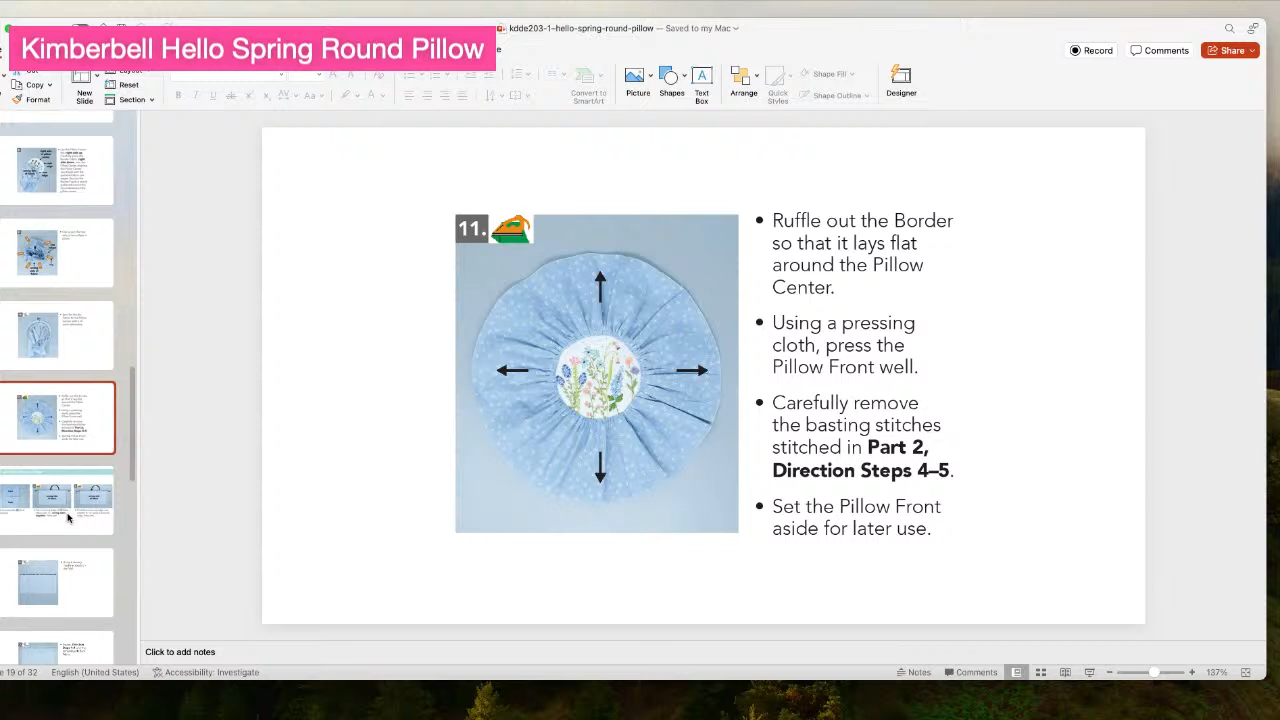 Kimberbell Hello Spring Round Pillow
kdde203-1-hello-spring-round-pillow — Saved to my Mac
Record
Comments
Share
Copy
Format
New
Slide
Reset
Section
Convert to
SmartArt
Picture
Shapes
Text
Box
Arrange
Quick
Styles
Shape Fill
Shape Outline
Designer
11.
• Ruffle out the Border
so that it lays flat
around the Pillow
Center.
• Using a pressing
cloth, press the
Pillow Front well.
• Carefully remove
the basting stitches
stitched in Part 2,
Direction Steps 4–5.
• Set the Pillow Front
aside for later use.
Click to add notes
19 of 32
English (United States)
Accessibility: Investigate
Notes
Comments
137%